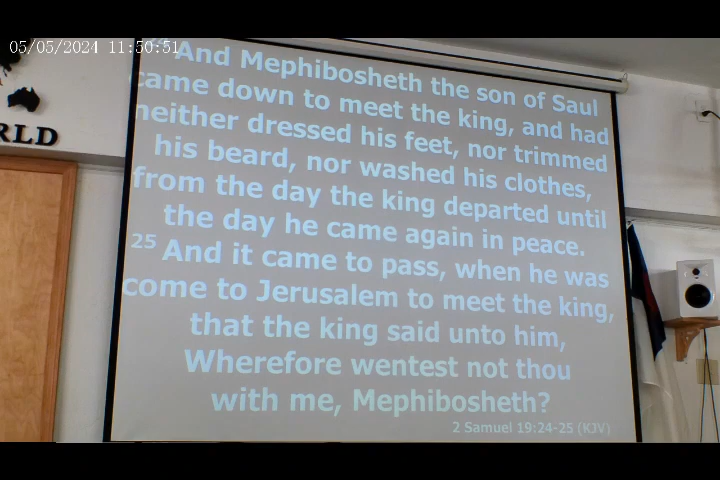 05/05/2024 11:50:51
And Mephibosheth the son of Saul
came down to meet the king, and had
neither dressed his feet, nor trimmed
his beard, nor washed his clothes,
from the day the king departed until
the day he came again in peace.
25 And it came to pass, when he was
come to Jerusalem to meet the king,
that the king said unto him,
Wherefore wentest not thou
with me, Mephibosheth?
2 Samuel 19:24-25 (KJV)
RLD